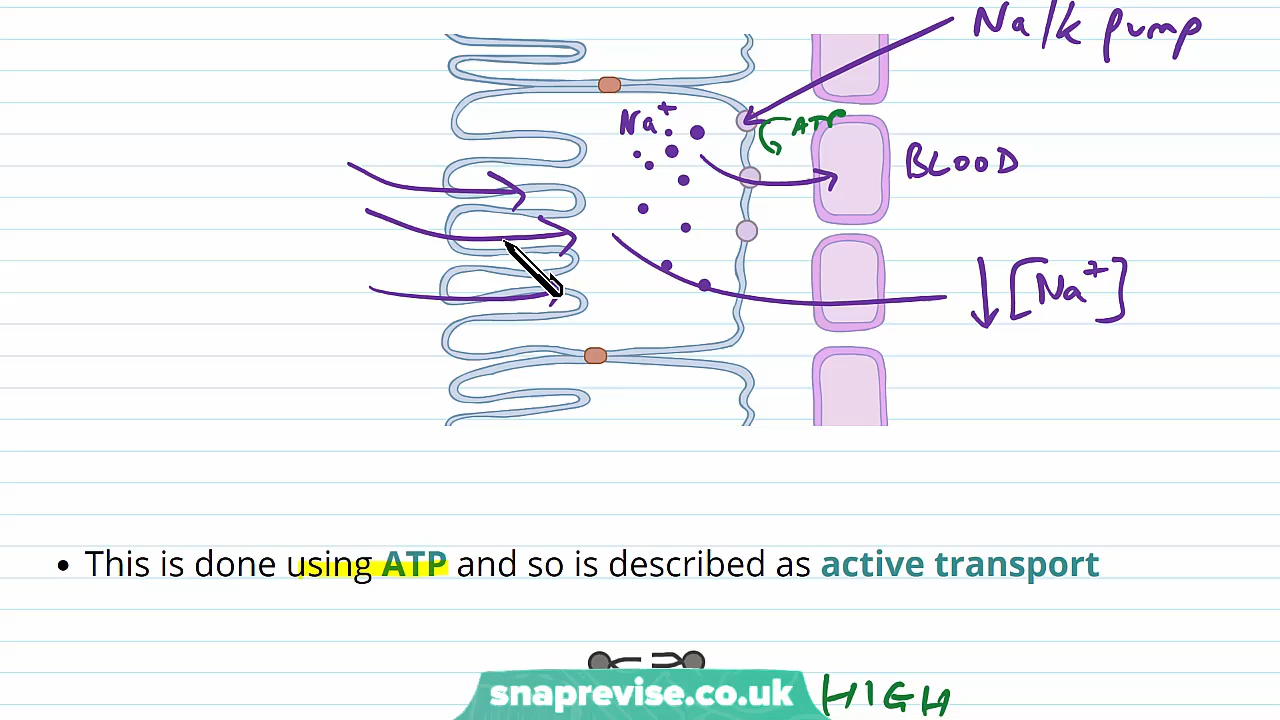 Na/k pump
Na+
ATP
BLOOD
↓[Na+]
• This is done using ATP and so is described as active transport
snaprevise.co.uk
HIGH